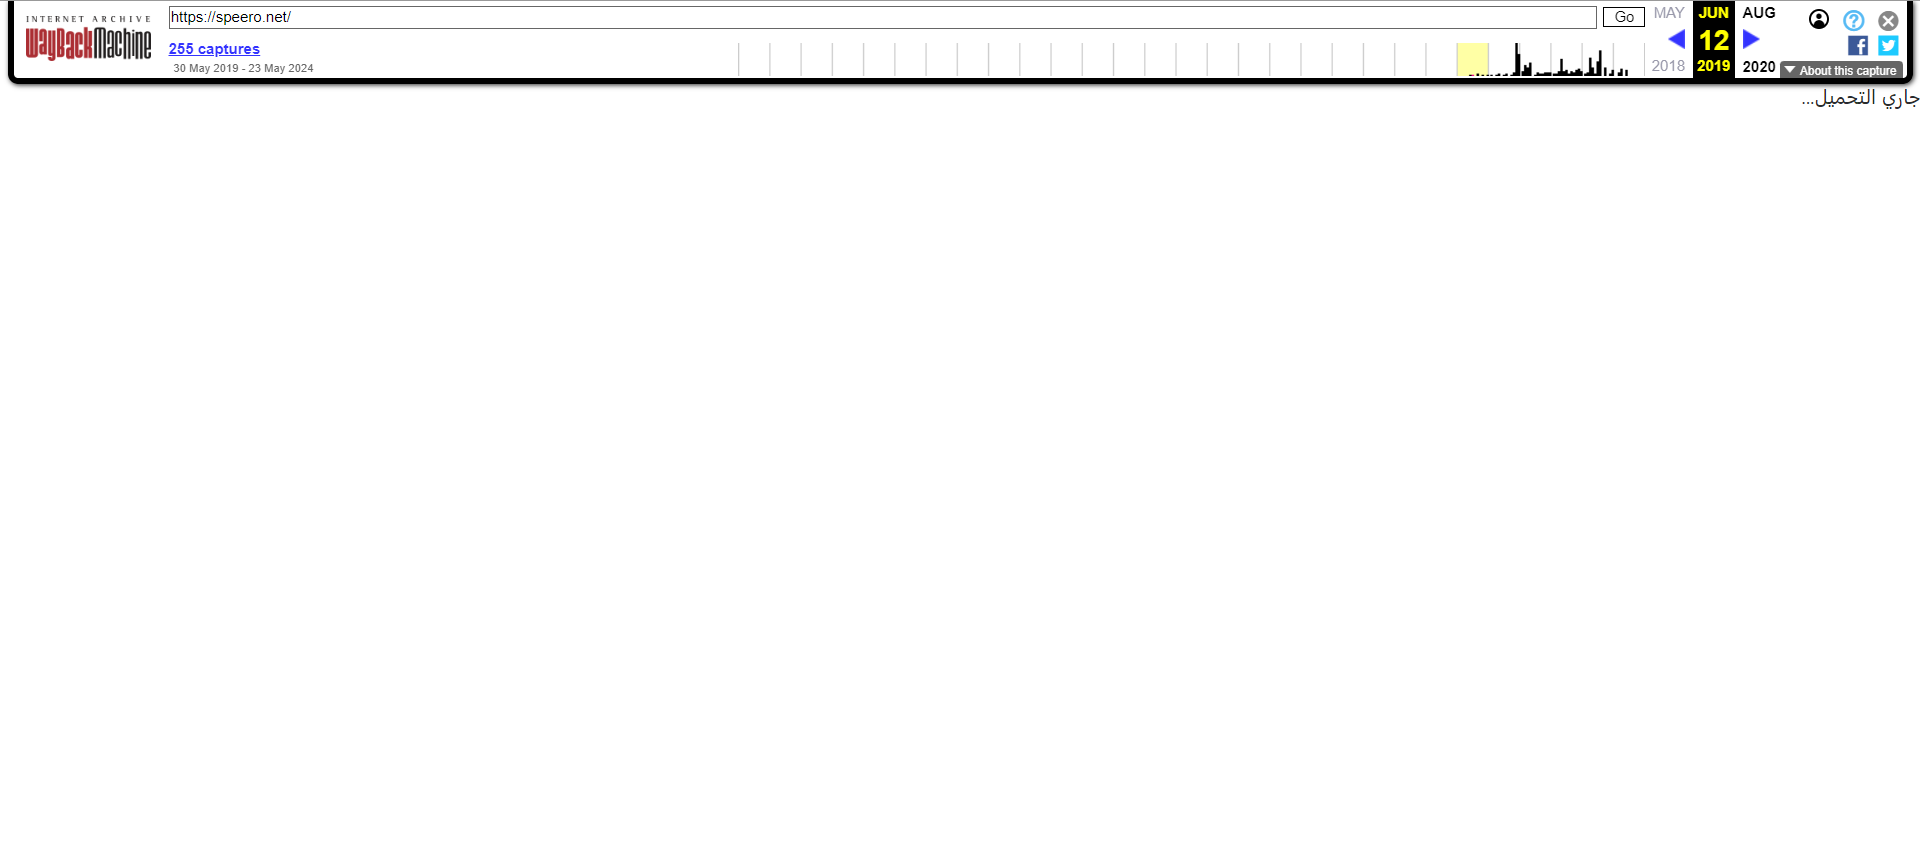 INTERNET ARCHIVE
WayBackMachine
https://speero.net/
Go
255 captures
30 May 2019 - 23 May 2024
MAY
JUN
AUG
12
2018
2019
2020
About this capture
جاري التحميل...